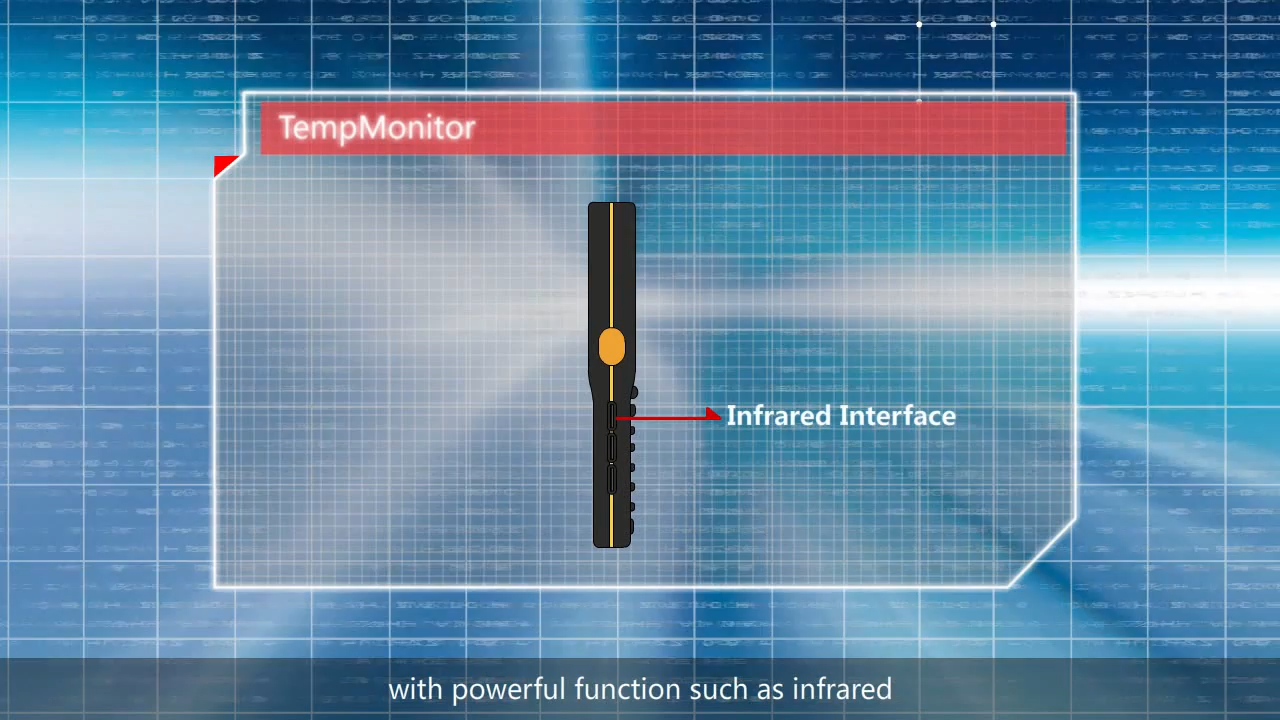 TempMonitor
Infrared Interface
with powerful function such as infrared